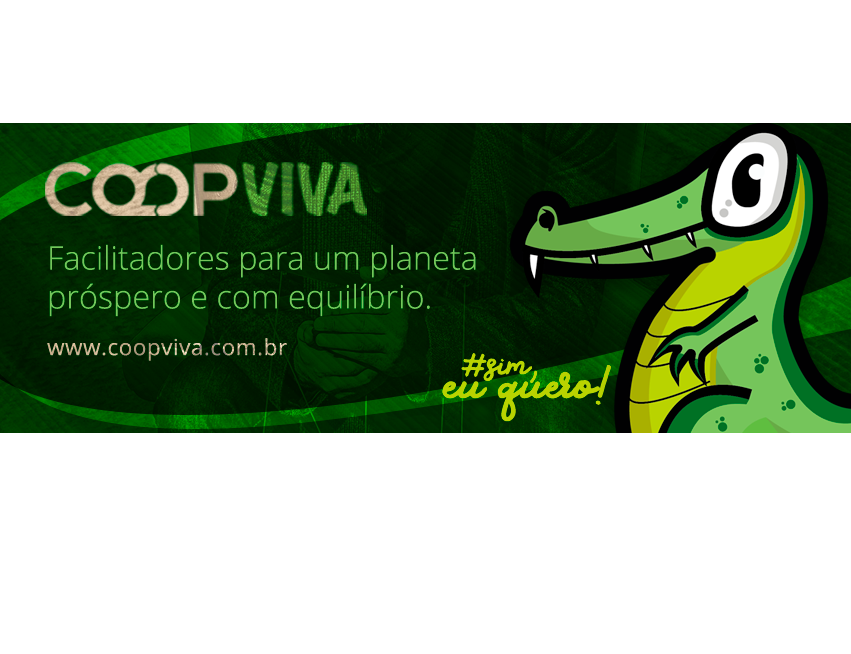 COOPVIVA
Facilitadores para um planeta
próspero e com equilíbrio.
www.coopviva.com.br
#sim,
eu quero!